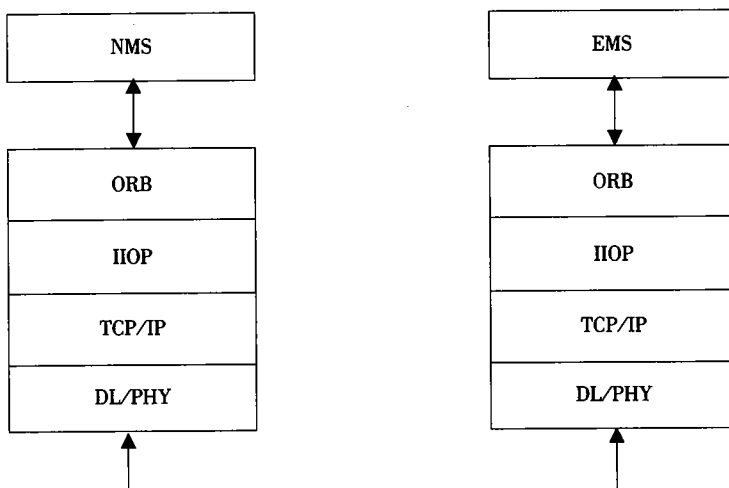 NMS
EMS
ORB
IIOP
TCP/IP
DL/PHY
ORB
IIOP
TCP/IP
DL/PHY